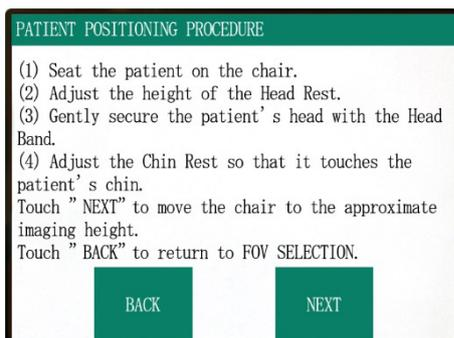 PATIENT POSITIONING PROCEDURE
(1) Seat the patient on the chair.
(2) Adjust the height of the Head Rest.
(3) Gently secure the patient's head with the Head
Band.
(4) Adjust the Chin Rest so that it touches the
patient's chin.
Touch "NEXT" to move the chair to the approximate
imaging height.
Touch "BACK" to return to FOV SELECTION.
BACK NEXT